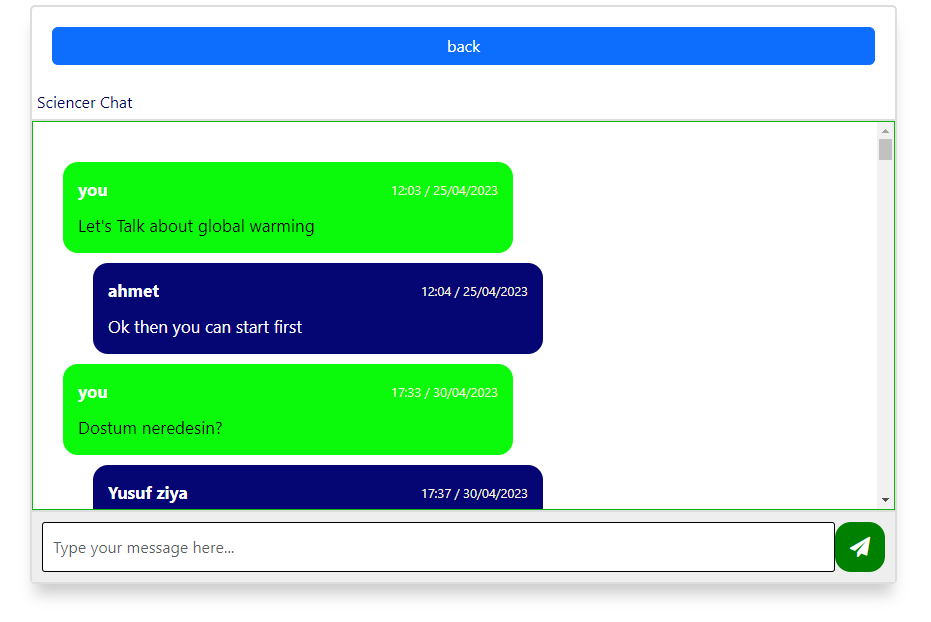 back
Sciencer Chat
you 12:03 / 25/04/2023
Let's Talk about global warming
ahmet 12:04 / 25/04/2023
Ok then you can start first
you 17:33 / 30/04/2023
Dostum neredesin?
Yusuf ziya 17:37 / 30/04/2023
Type your message here...